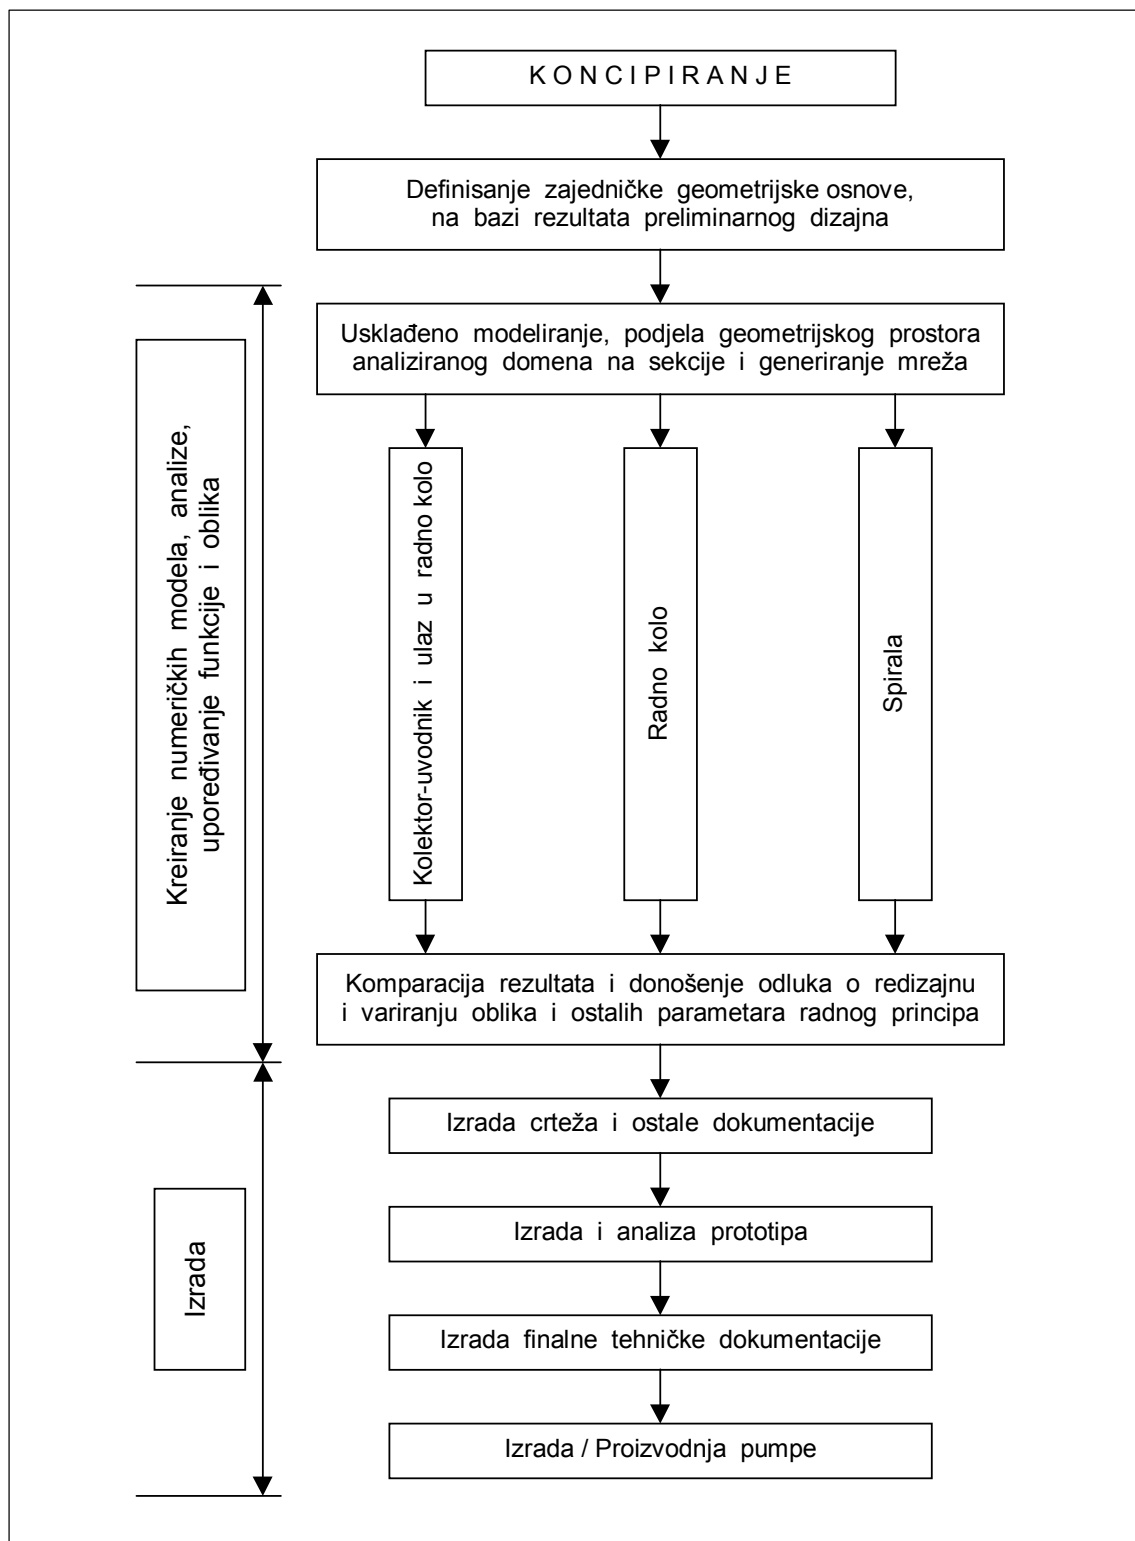 KONCIPIRANJE
Definisanje zajedničke geometrijske osnove,
na bazi rezultata preliminarnog dizajna
Usklađeno modeliranje, podjela geometrijskog prostora
analiziranog domena na sekcije i generiranje mreža
Kreiranje numeričkih modela, analize,
upoređivanje funkcije i oblika
Kolektor-uvodnik i ulaz u radno kolo
Radno kolo
Spirala
Komparacija rezultata i donošenje odluka o redizajnu
i variranju oblika i ostalih parametara radnog principa
Izrada
Izrada crteža i ostale dokumentacije
Izrada i analiza prototipa
Izrada finalne tehničke dokumentacije
Izrada / Proizvodnja pumpe